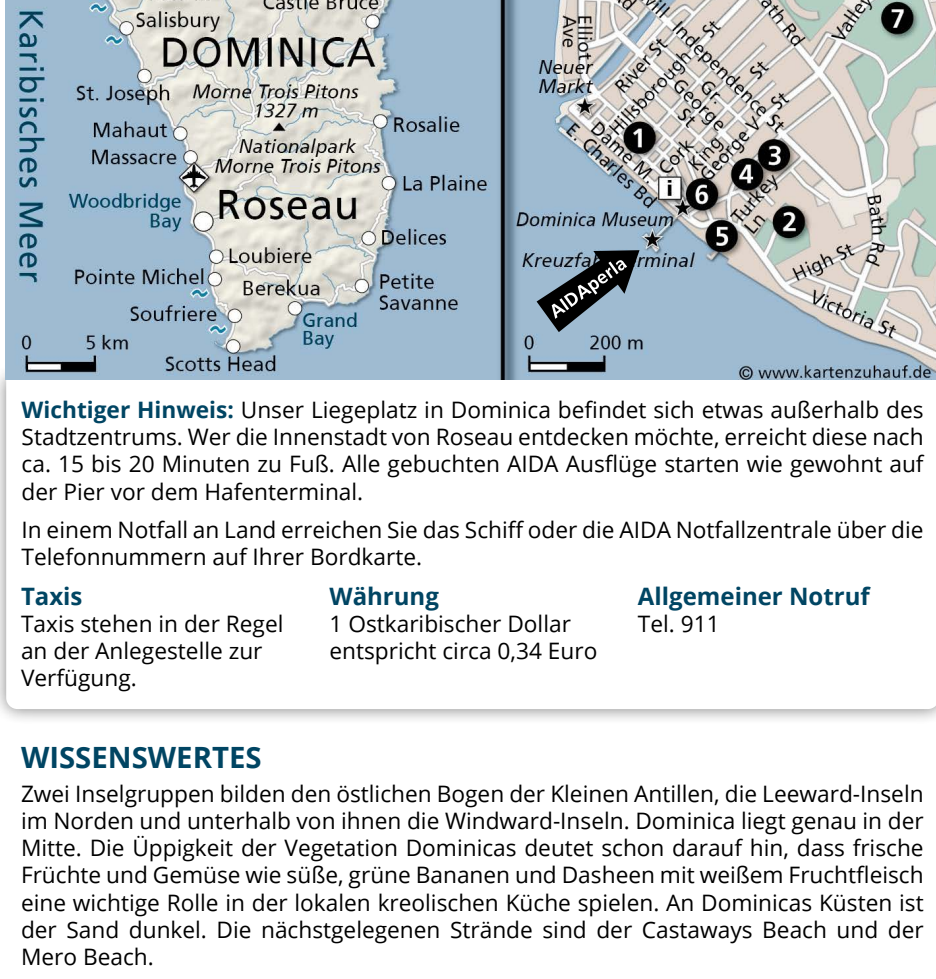 Karibisches Meer
Castle Bruce
Salisbury
DOMINICA
St. Joseph
Morne Trois Pitons
1327 m
Mahaut
Rosalie
Massacre
Nationalpark
Morne Trois Pitons
La Plaine
Woodbridge
Bay
Roseau
Delices
Loubiere
Pointe Michel
Berekua
Petite
Savanne
Soufriere
Grand
Bay
Scotts Head
0 5 km
Elliot
Ave
River St
Independence St
Bath Rd
Valley
7
Neuer
Markt
Hillsborough St
Gr.
George
St
1
Dame M.
E. Charles Bd
Cork
King
George V St
3
4
i
6
Turkey
Ln
2
Dominica Museum
5
Bath Rd
AIDAperla
High St
Victoria St
0 200 m
© www.kartenzuhauf.de
Wichtiger Hinweis: Unser Liegeplatz in Dominica befindet sich etwas außerhalb des
Stadtzentrums. Wer die Innenstadt von Roseau entdecken möchte, erreicht diese nach
ca. 15 bis 20 Minuten zu Fuß. Alle gebuchten AIDA Ausflüge starten wie gewohnt auf
der Pier vor dem Hafenterminal.
In einem Notfall an Land erreichen Sie das Schiff oder die AIDA Notfallzentrale über die
Telefonnummern auf Ihrer Bordkarte.
Taxis
Taxis stehen in der Regel
an der Anlegestelle zur
Verfügung.
Währung
1 Ostkaribischer Dollar
entspricht circa 0,34 Euro
Allgemeiner Notruf
Tel. 911
WISSENSWERTES
Zwei Inselgruppen bilden den östlichen Bogen der Kleinen Antillen, die Leeward-Inseln
im Norden und unterhalb von ihnen die Windward-Inseln. Dominica liegt genau in der
Mitte. Die Üppigkeit der Vegetation Dominicas deutet schon darauf hin, dass frische
Früchte und Gemüse wie süße, grüne Bananen und Dasheen mit weißem Fruchtfleisch
eine wichtige Rolle in der lokalen kreolischen Küche spielen. An Dominicas Küsten ist
der Sand dunkel. Die nächstgelegenen Strände sind der Castaways Beach und der
Mero Beach.